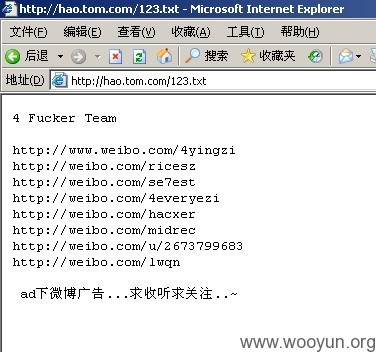 http://hao.tom.com/123.txt - Microsoft Internet Explorer
文件(F) 编辑(E) 查看(V) 收藏(A) 工具(T) 帮助(H)
后退 搜索 收藏夹
地址(D) http://hao.tom.com/123.txt
4 Fucker Team
http://www.weibo.com/4yingzi
http://weibo.com/ricesz
http://weibo.com/se7est
http://weibo.com/4everyezi
http://weibo.com/hacxer
http://weibo.com/midrec
http://weibo.com/u/2673799683
http://weibo.com/lwqn
ad下微博广告...求收听求关注..~
www.wooyun.org